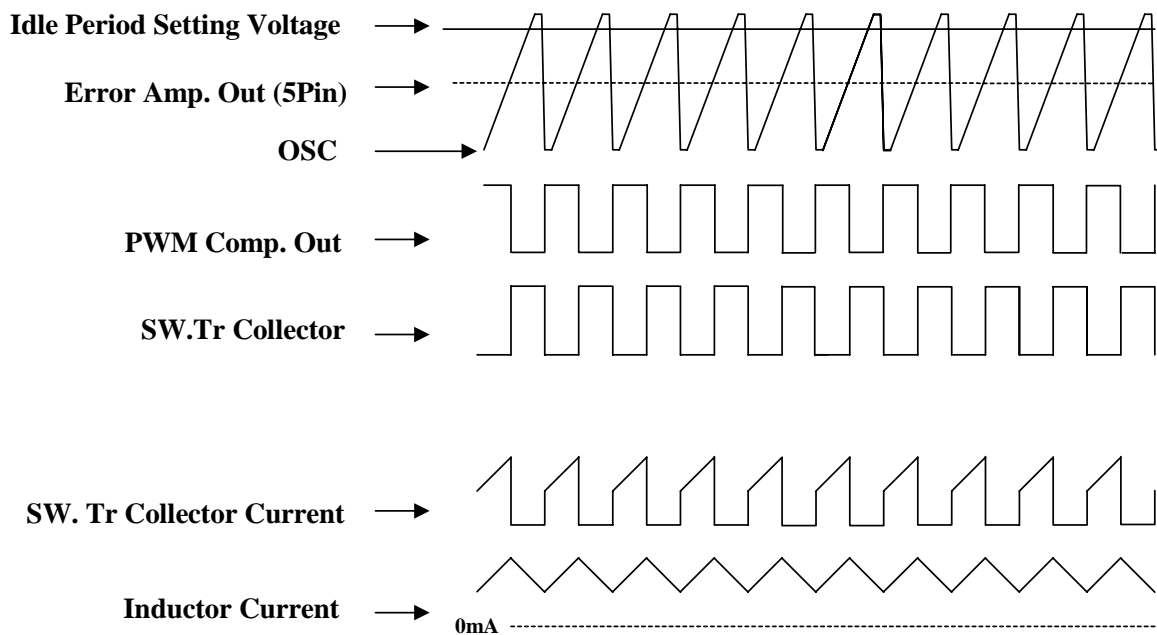 Idle Period Setting Voltage
Error Amp. Out (5Pin)
OSC
PWM Comp. Out
SW.Tr Collector
SW. Tr Collector Current
Inductor Current
0mA